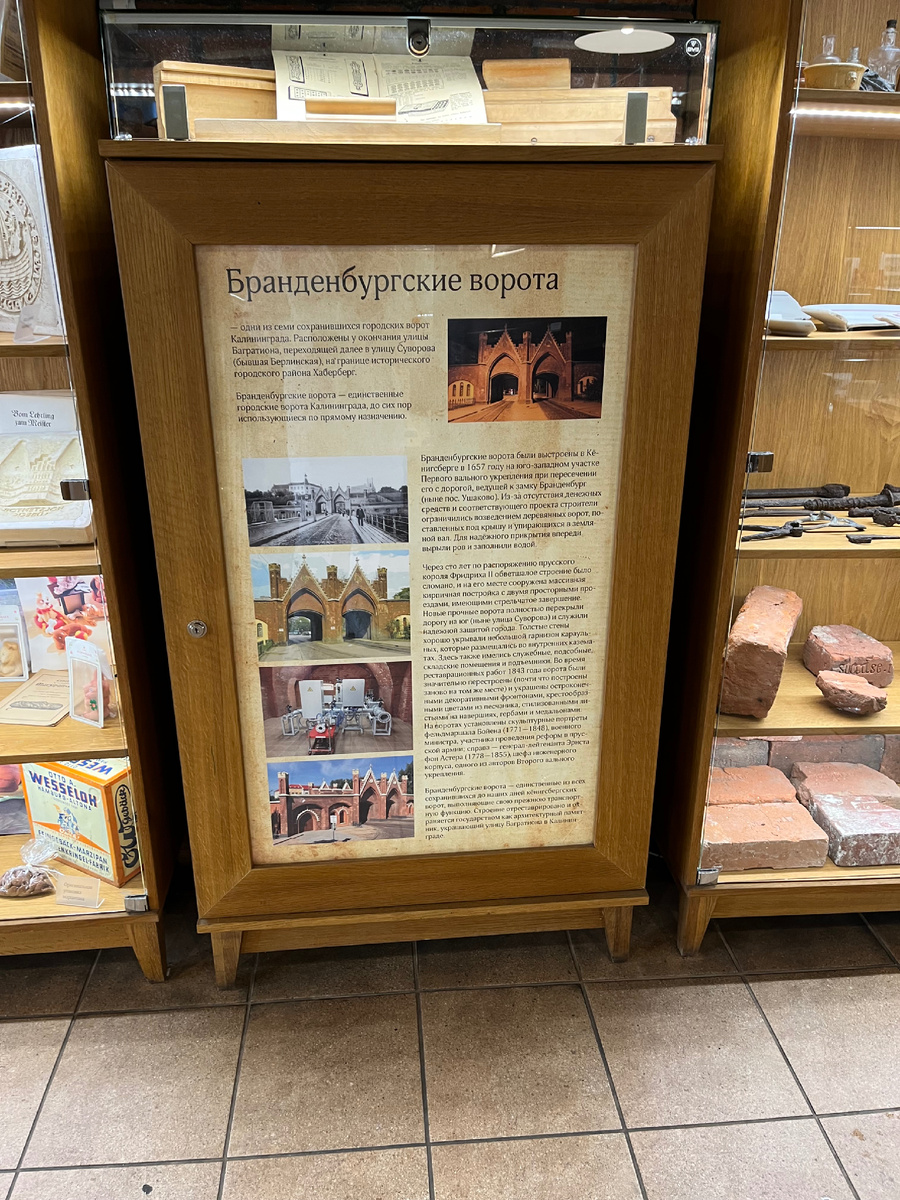 Бранденбургские ворота
— одни из семи сохранившихся городских ворот
Калининграда. Расположены у окончания улицы
Багратиона, переходящей далее в улицу Суворова
(бывшая Берлинская), на границе исторического
городского района Хаберберг.
Бранденбургские ворота — единственные
городские ворота Калининграда, до сих пор
использующиеся по прямому назначению.
Бранденбургские ворота были выстроены в Кё-
нигсберге в 1657 году на юго-западном участке
Первого вального укрепления при пересечении
его с дорогой, ведущей к замку Бранденбург
(ныне пос. Ушаково). Из-за отсутствия денежных
средств и соответствующего проекта строители
ограничились возведением деревянных ворот, по-
ставленных под крышу и упирающихся в земля-
ной вал. Для надёжного прикрытия впереди
вырыли ров и заполнили водой.
Через сто лет по распоряжению прусского
короля Фридриха II обветшалое строение было
сломано, и на его месте сооружена массивная
кирпичная постройка с двумя просторными про-
ездами, имеющими стрельчатое завершение.
Новые прочные ворота полностью перекрыли
дорогу на юг (ныне улица Суворова) и служили
надежной защитой города. Толстые стены
хорошо укрывали небольшой гарнизон карауль-
ных, которые размещались во внутренних казема-
тах. Здесь также имелись служебные, подсобные,
складские помещения и подъемники. Во время
реставрационных работ 1843 года ворота были
значительно перестроены (почти что построены
заново на том же месте) и украшены остроконеч-
ными декоративными фронтонами, крестообраз-
ными цветами из песчаника, стилизованными ли-
стьями на навершиях, гербами и медальонами.
На воротах установлены скульптурные портреты
фельдмаршала Бойена (1771—1848), военного
министра, участника проведения реформ в прус-
ской армии; справа — генерал-лейтенанта Эрнста
фон Астера (1778—1855), шефа инженерного
корпуса, одного из авторов Второго вального
укрепления.
Бранденбургские ворота — единственные из всех
сохранившихся до наших дней кёнигсбергских
ворот, выполняющие свою прежнюю транспорт-
ную функцию. Строение отреставрировано и ох-
раняется государством как архитектурный памят-
ник, украшающий улицу Багратиона в Калинин-
граде.
Vom Lehrling
zum Meister
OTTO A.
WESSELOH
HAMBURG-ALTONA
FEINGEBÄCK-MARZIPAN